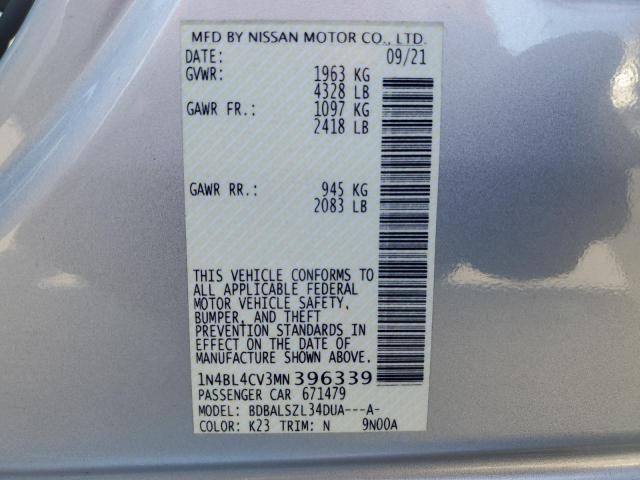 MFD BY NISSAN MOTOR CO., LTD.
DATE: 09/21
GVWR: 1963 KG
4328 LB
GAWR FR.: 1097 KG
2418 LB
GAWR RR.: 945 KG
2083 LB
THIS VEHICLE CONFORMS TO
ALL APPLICABLE FEDERAL
MOTOR VEHICLE SAFETY,
BUMPER, AND THEFT
PREVENTION STANDARDS IN
EFFECT ON THE DATE OF
MANUFACTURE SHOWN ABOVE.
1N4BL4CV3MN396339
PASSENGER CAR 671479
MODEL: BDBALSZL34DUA---A-
COLOR: K23 TRIM: N 9N00A